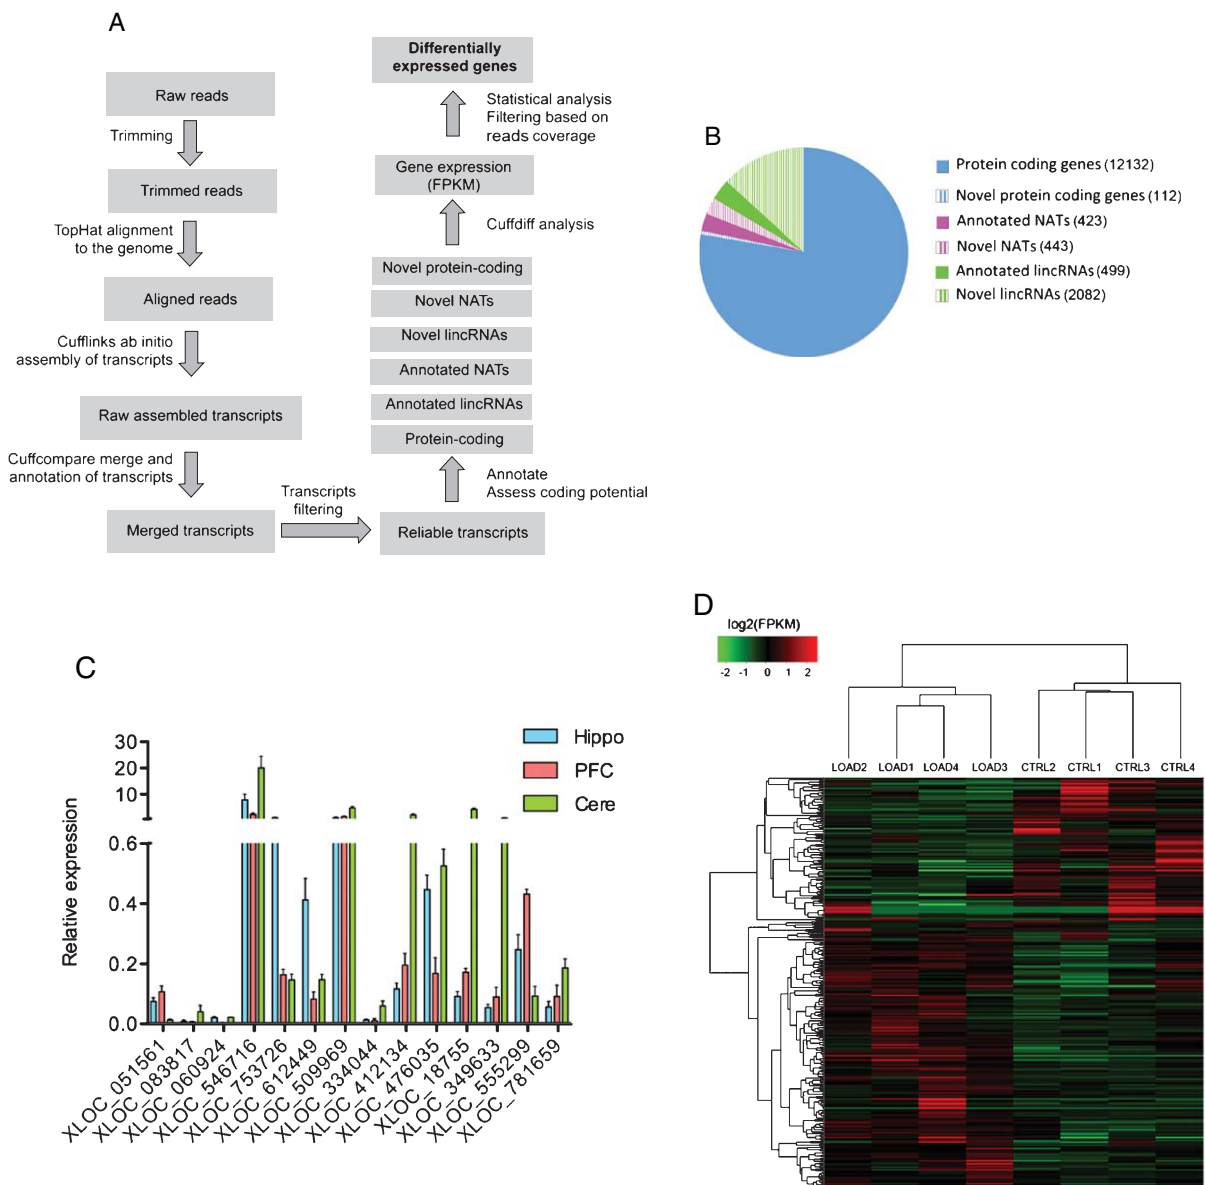 A
Raw reads
Trimming
Trimmed reads
TopHat alignment
to the genome
Aligned reads
Cufflinks ab initio
assembly of transcripts
Raw assembled transcripts
Cuffcompare merge and
annotation of transcripts
Merged transcripts
Transcripts
filtering
Reliable transcripts
Annotate
Assess coding potential
Protein-coding
Annotated lincRNAs
Annotated NATs
Novel lincRNAs
Novel NATs
Novel protein-coding
Cuffdiff analysis
Gene expression
(FPKM)
Statistical analysis
Filtering based on
reads coverage
Differentially
expressed genes
B
Protein coding genes (12132)
Novel protein coding genes (112)
Annotated NATs (423)
Novel NATs (443)
Annotated lincRNAs (499)
Novel lincRNAs (2082)
C
Relative expression
30
20
10
0.6
0.4
0.2
0.0
Hippo
PFC
Cere
XLOC_051561
XLOC_083817
XLOC_060924
XLOC_546716
XLOC_753726
XLOC_612449
XLOC_509969
XLOC_334044
XLOC_412134
XLOC_476035
XLOC_18755
XLOC_349633
XLOC_555299
XLOC_781659
D
log2(FPKM)
-2 -1 0 1 2
LOAD2 LOAD1 LOAD4 LOAD3 CTRL2 CTRL1 CTRL3 CTRL4